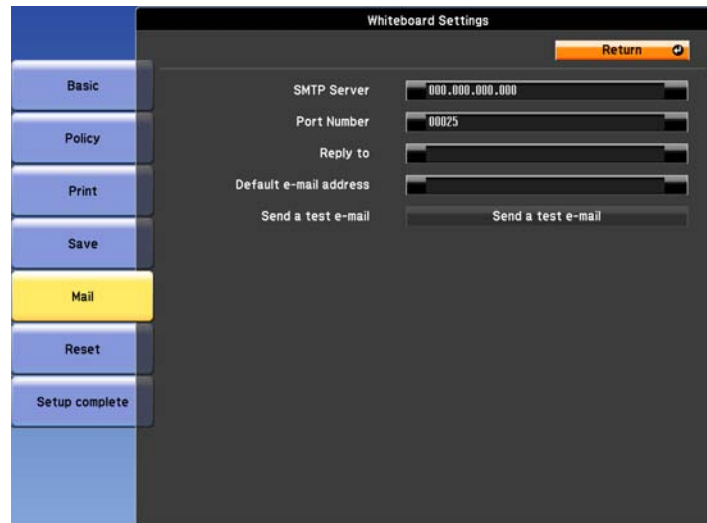 Whiteboard Settings
Return
Basic
Policy
Print
Save
Mail
Reset
Setup complete
SMTP Server 000.000.000.000
Port Number 00025
Reply to
Default e-mail address
Send a test e-mail Send a test e-mail